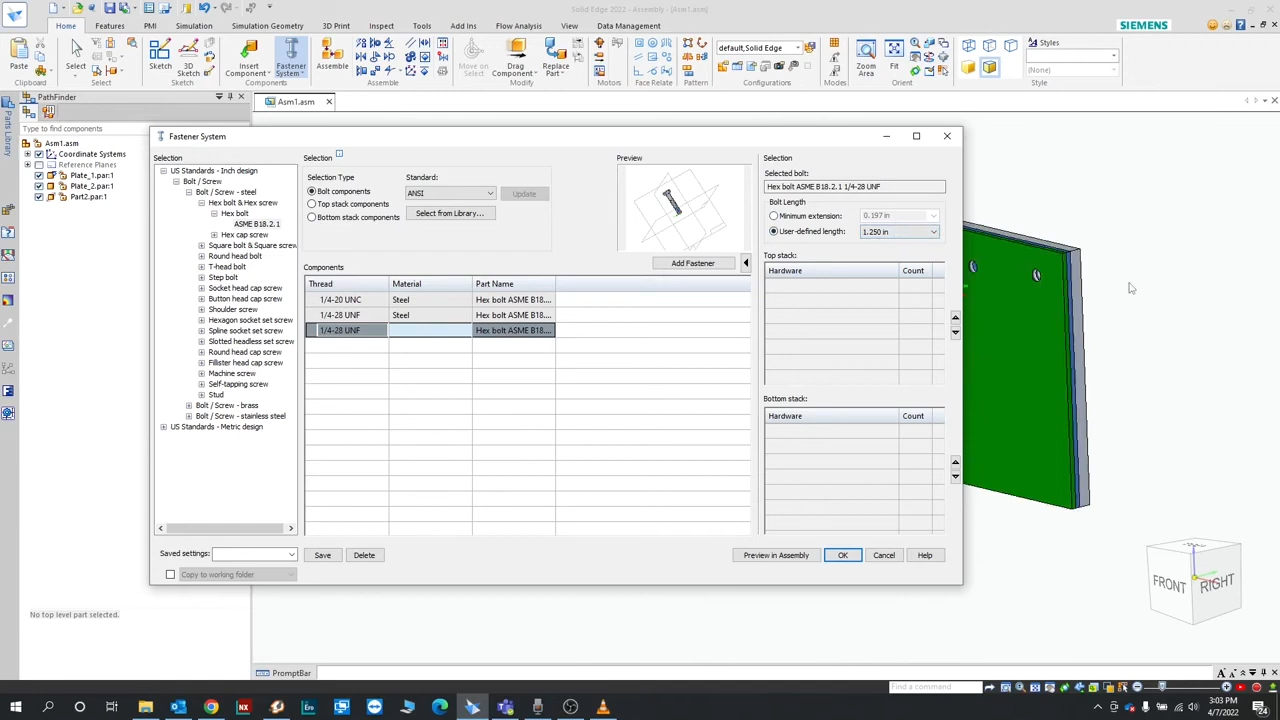 Solid Edge 2022 - Assembly - [Asm1.asm]
Home Features PMI Simulation Simulation Geometry 3D Print Inspect Tools Add Ins Flow Analysis View Data Management
SIEMENS
Paste
Select
Sketch
3D Sketch
Insert Component
Fastener System
Assemble
Move on Select
Drag Component
Replace Part
default,Solid Edge
Zoom Area
Fit
Styles
(None)
Clipboard Select Sketch Components Assemble Modify Motors Face Relate Pattern Configurations Modes Orient Style
PathFinder
Asm1.asm
Parts Library
Type to find components
Asm1.asm
Coordinate Systems
Reference Planes
Plate_1.par:1
Plate_2.par:1
Part2.par:1
No top level part selected.
Fastener System
Selection
US Standards - Inch design
Bolt / Screw
Bolt / Screw - steel
Hex bolt & Hex screw
Hex bolt
ASME B18.2.1
Hex cap screw
Square bolt & Square screw
Round head bolt
T-head bolt
Step bolt
Socket head cap screw
Button head cap screw
Shoulder screw
Hexagon socket set screw
Spline socket set screw
Slotted headless set screw
Round head cap screw
Fillister head cap screw
Machine screw
Self-tapping screw
Stud
Bolt / Screw - brass
Bolt / Screw - stainless steel
US Standards - Metric design
Saved settings:
Save
Delete
Copy to working folder
Selection
Selection Type
Bolt components
Top stack components
Bottom stack components
Standard:
ANSI
Update
Select from Library...
Preview
Add Fastener
Components
Thread Material Part Name
1/4-20 UNC Steel Hex bolt ASME B18....
1/4-28 UNF Steel Hex bolt ASME B18....
1/4-28 UNF Hex bolt ASME B18....
Selection
Selected bolt:
Hex bolt ASME B18.2.1 1/4-28 UNF
Bolt Length
Minimum extension: 0.197 in
User-defined length: 1.250 in
Top stack:
Hardware Count
Bottom stack:
Hardware Count
Preview in Assembly
OK
Cancel
Help
FRONT
RIGHT
PromptBar
Find a command
3:03 PM
4/7/2022
24